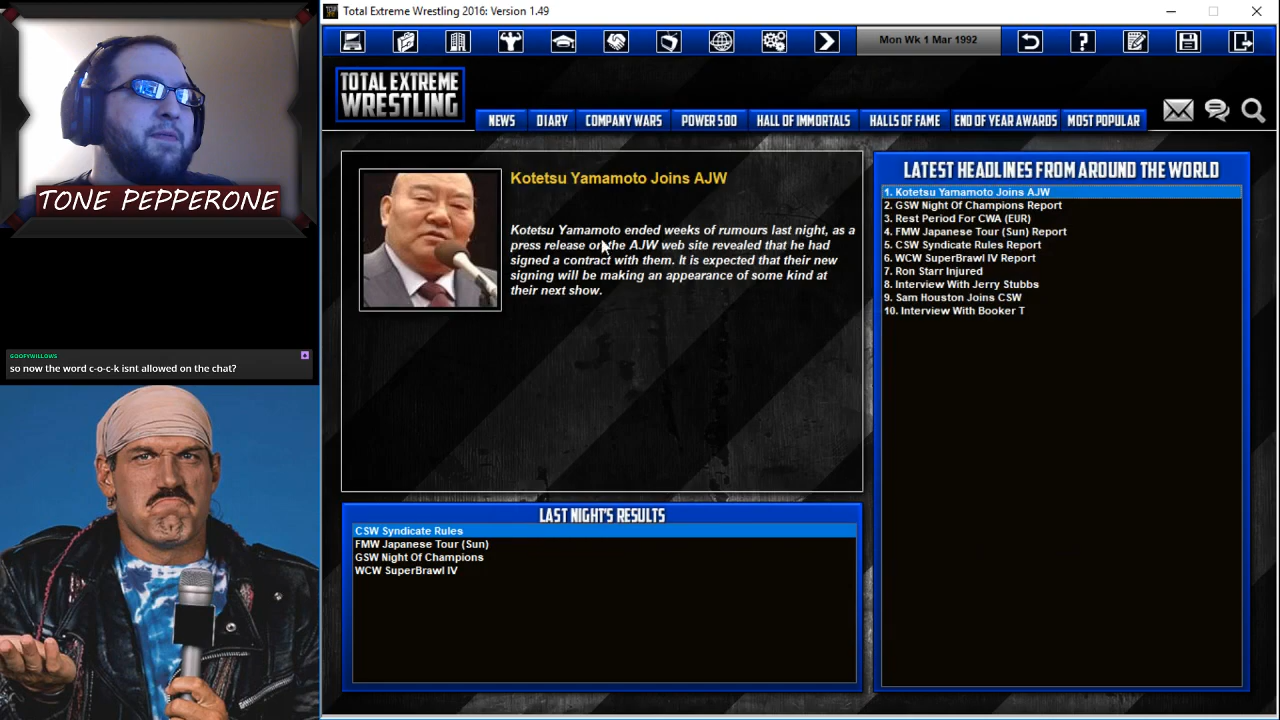 Total Extreme Wrestling 2016: Version 1.49
Mon Wk 1 Mar 1992
TOTAL EXTREME
WRESTLING
NEWS
DIARY
COMPANY WARS
POWER 500
HALL OF IMMORTALS
HALLS OF FAME
END OF YEAR AWARDS
MOST POPULAR
TONE PEPPERONE
GOOFYWILLOWS
so now the word c-o-c-k isnt allowed on the chat?
Kotetsu Yamamoto Joins AJW
Kotetsu Yamamoto ended weeks of rumours last night, as a
press release on the AJW web site revealed that he had
signed a contract with them. It is expected that their new
signing will be making an appearance of some kind at
their next show.
LAST NIGHT'S RESULTS
CSW Syndicate Rules
FMW Japanese Tour (Sun)
GSW Night Of Champions
WCW SuperBrawl IV
LATEST HEADLINES FROM AROUND THE WORLD
1. Kotetsu Yamamoto Joins AJW
2. GSW Night Of Champions Report
3. Rest Period For CWA (EUR)
4. FMW Japanese Tour (Sun) Report
5. CSW Syndicate Rules Report
6. WCW SuperBrawl IV Report
7. Ron Starr Injured
8. Interview With Jerry Stubbs
9. Sam Houston Joins CSW
10. Interview With Booker T